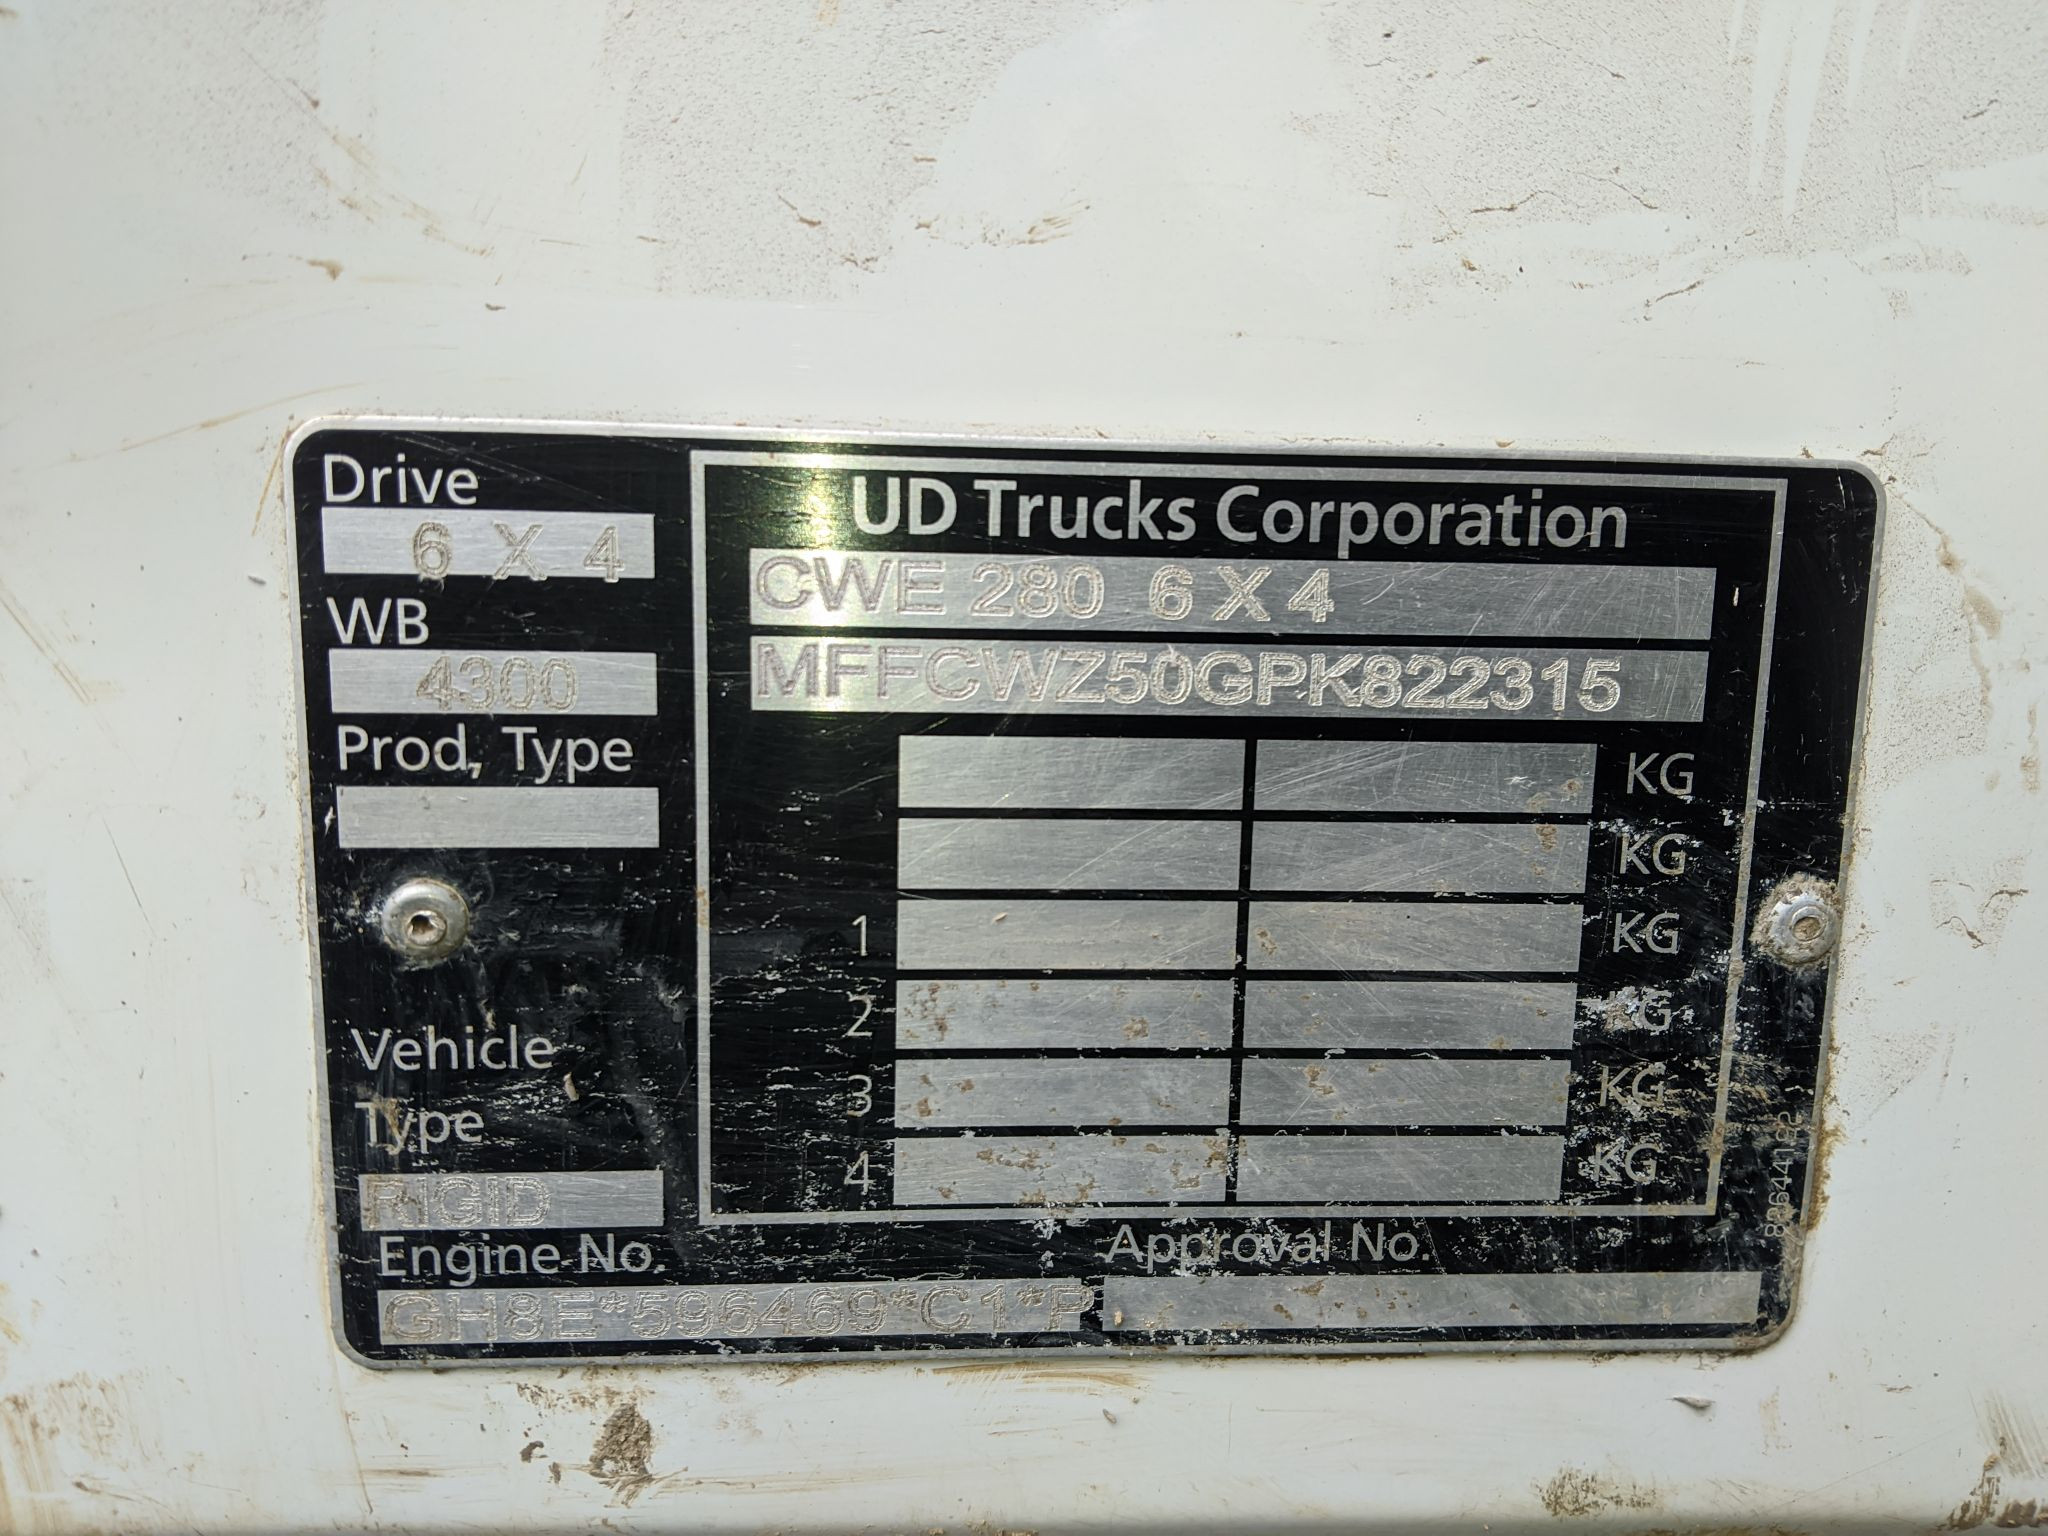 Drive
6 X 4
WB
4300
Prod, Type
Vehicle
Type
RIGID
Engine No.
GH8E*596469*C1*P
UD Trucks Corporation
CWE 280 6 X 4
MFFCWZ50GPK822315
KG
KG
1 KG
2 KG
3 KG
4 KG
Approval No.